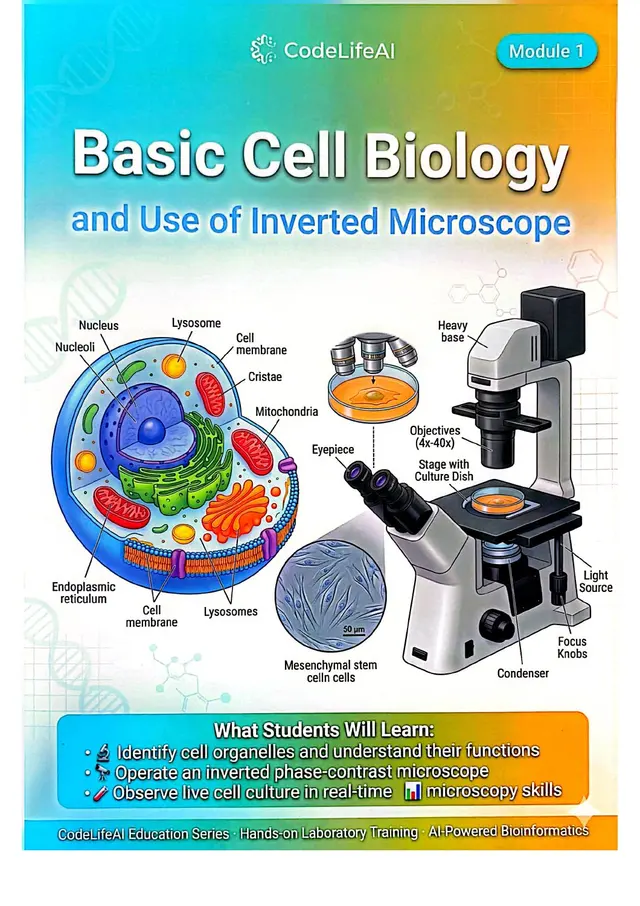 CodeLifeAI
Module 1
Basic Cell Biology
and Use of Inverted Microscope
Nucleus
Nucleoli
Lysosome
Cell
membrane
Cristae
Mitochondria
Endoplasmic
reticulum
Cell
membrane
Lysosomes
Eyepiece
50 µm
Mesenchymal stem
celln cells
Heavy
base
Objectives
(4x-40x)
Stage with
Culture Dish
Light
Source
Focus
Knobs
Condenser
What Students Will Learn:
· 🔬 Identify cell organelles and understand their functions
· 🔭 Operate an inverted phase-contrast microscope
· 🧪 Observe live cell culture in real-time 📊 microscopy skills
CodeLifeAI Education Series · Hands-on Laboratory Training · AI-Powered Bioinformatics